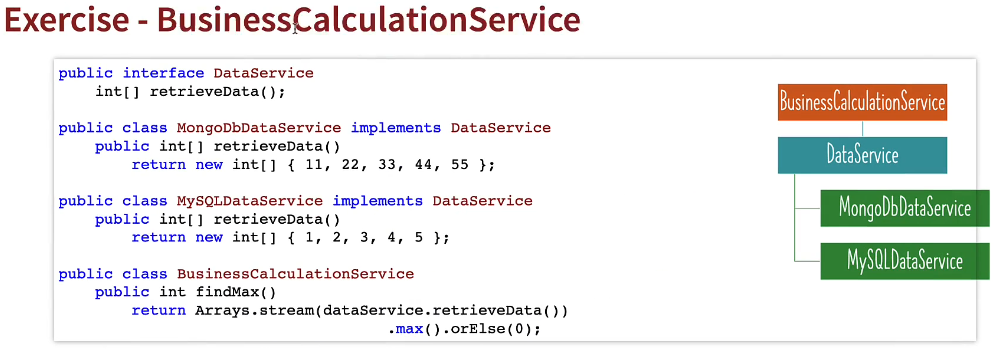 Exercise - BusinessCalculationService
public interface DataService
int[] retrieveData();
public class MongoDbDataService implements DataService
public int[] retrieveData()
return new int[] { 11, 22, 33, 44, 55 };
public class MySQLDataService implements DataService
public int[] retrieveData()
return new int[] { 1, 2, 3, 4, 5 };
public class BusinessCalculationService
public int findMax()
return Arrays.stream(dataService.retrieveData())
.max().orElse(0);
BusinessCalculationService
DataService
MongoDbDataService
MySQLDataService